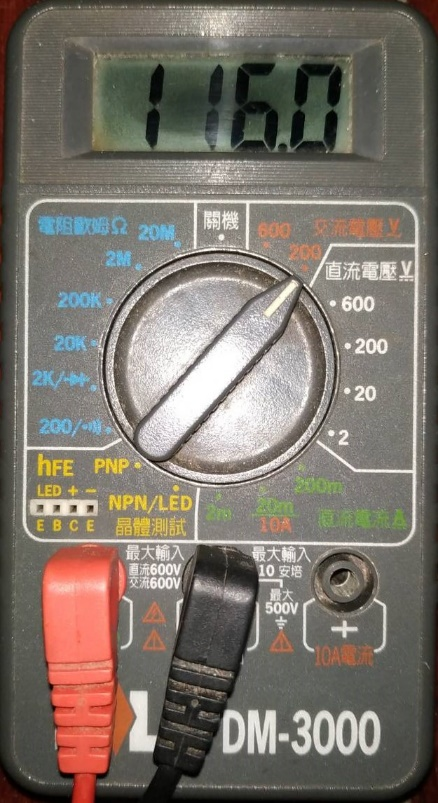 116.0
電阻歐姆Ω 20M
關機
600 交流電壓 V
2M
200
直流電壓 V
200K
600
20K
200
2K/
20
200/
2
hFE PNP
200m
LED + -
NPN/LED
2m
20m
10A
直流電流 A
E B C E
晶體測試
最大輸入
直流600V
交流600V
最大輸入
10安培
最大
500V
+
10A電流
L DM-3000